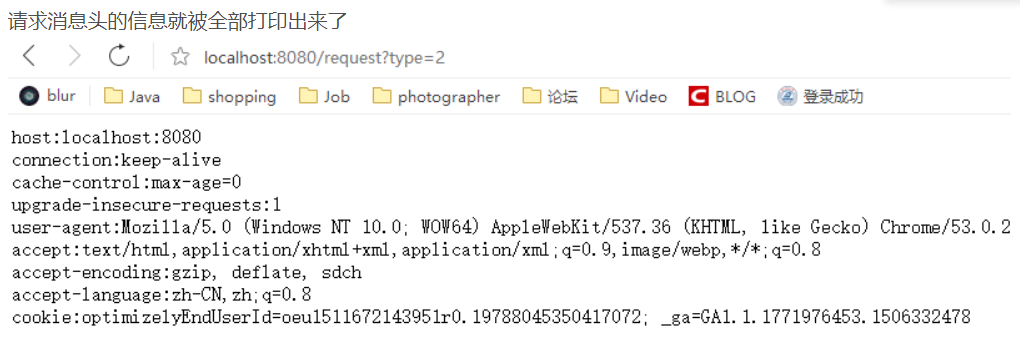 请求消息头的信息就被全部打印出来了
localhost:8080/request?type=2
blur Java shopping Job photographer 论坛 Video BLOG 登录成功
host:localhost:8080
connection:keep-alive
cache-control:max-age=0
upgrade-insecure-requests:1
user-agent:Mozilla/5.0 (Windows NT 10.0; WOW64) AppleWebKit/537.36 (KHTML, like Gecko) Chrome/53.0.2
accept:text/html,application/xhtml+xml,application/xml;q=0.9,image/webp,*/*;q=0.8
accept-encoding:gzip, deflate, sdch
accept-language:zh-CN,zh;q=0.8
cookie:optimizelyEndUserId=oeu1511672143951r0.19788045350417072; _ga=GA1.1.1771976453.1506332478